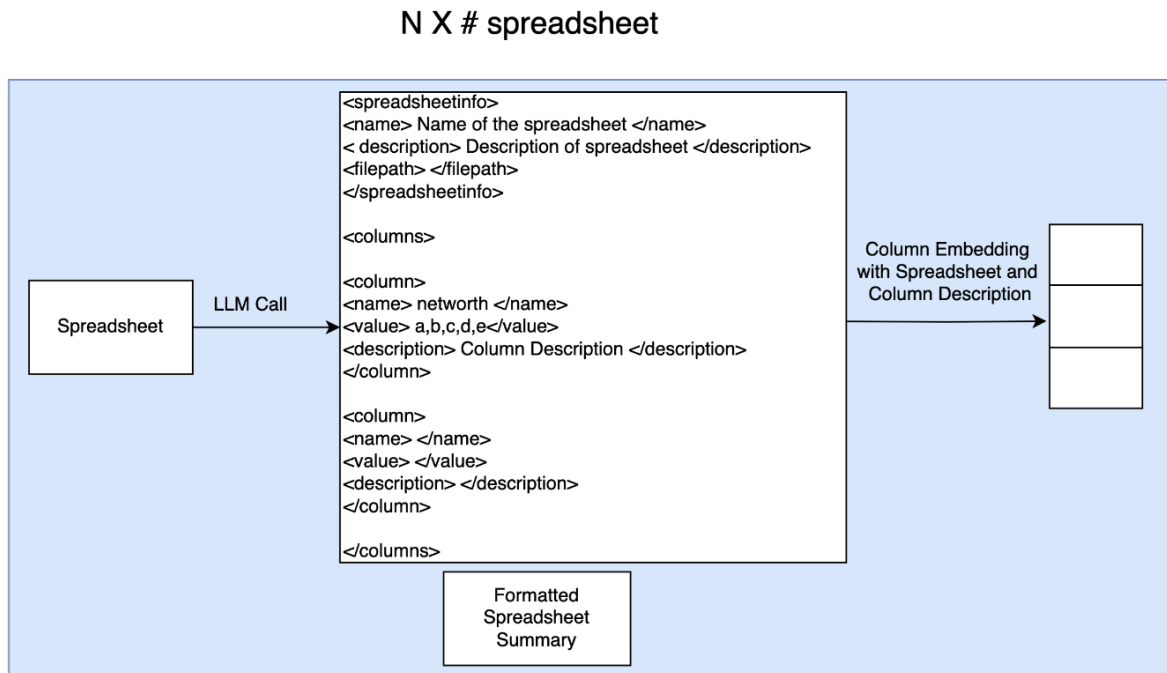 N X # spreadsheet
Spreadsheet
LLM Call
<spreadsheetinfo>
<name> Name of the spreadsheet </name>
< description> Description of spreadsheet </description>
<filepath> </filepath>
</spreadsheetinfo>
<columns>
<column>
<name> networth </name>
<value> a,b,c,d,e</value>
<description> Column Description </description>
</column>
<column>
<name> </name>
<value> </value>
<description> </description>
</column>
</columns>
Formatted
Spreadsheet
Summary
Column Embedding
with Spreadsheet and
Column Description